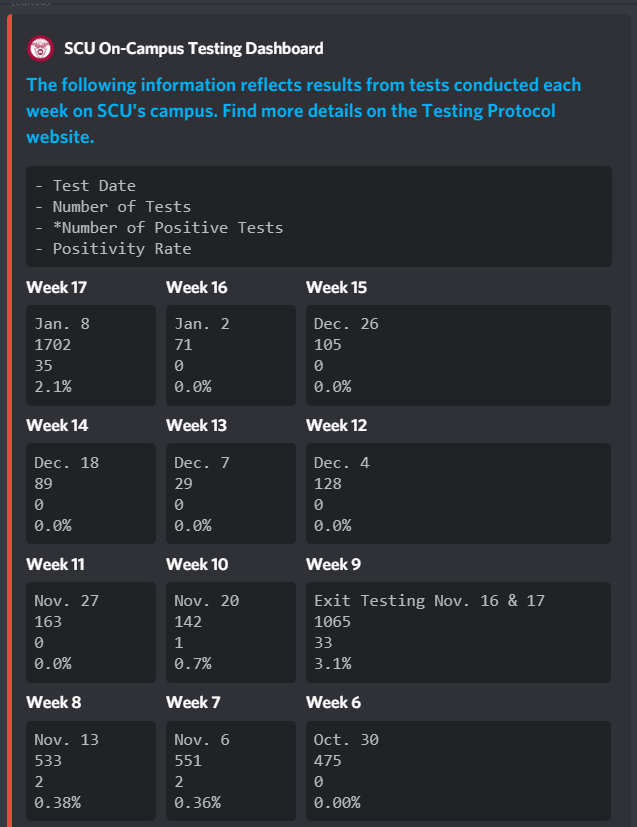 SCU On-Campus Testing Dashboard
The following information reflects results from tests conducted each
week on SCU's campus. Find more details on the Testing Protocol
website.
- Test Date
- Number of Tests
- *Number of Positive Tests
- Positivity Rate
Week 17
Jan. 8
1702
35
2.1%
Week 16
Jan. 2
71
0
0.0%
Week 15
Dec. 26
105
0
0.0%
Week 14
Dec. 18
89
0
0.0%
Week 13
Dec. 7
29
0
0.0%
Week 12
Dec. 4
128
0
0.0%
Week 11
Nov. 27
163
0
0.0%
Week 10
Nov. 20
142
1
0.7%
Week 9
Exit Testing Nov. 16 & 17
1065
33
3.1%
Week 8
Nov. 13
533
2
0.38%
Week 7
Nov. 6
551
2
0.36%
Week 6
Oct. 30
475
0
0.00%